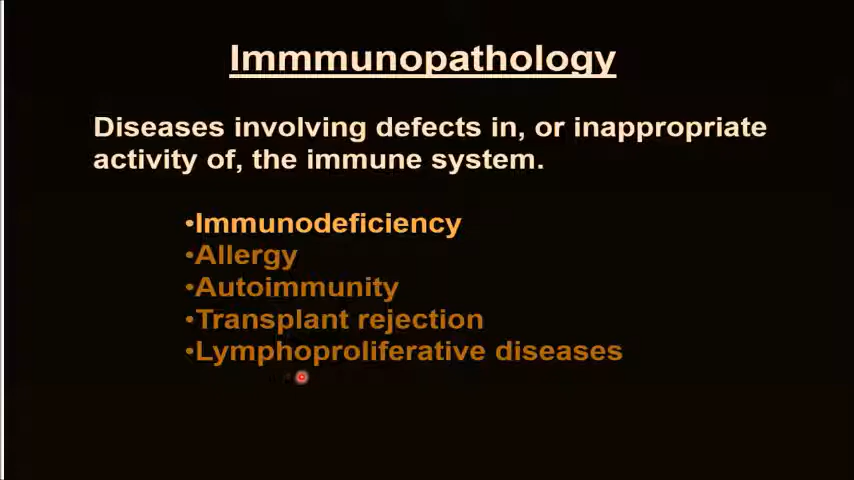 Immmunopathology
Diseases involving defects in, or inappropriate
activity of, the immune system.
•Immunodeficiency
•Allergy
•Autoimmunity
•Transplant rejection
•Lymphoproliferative diseases